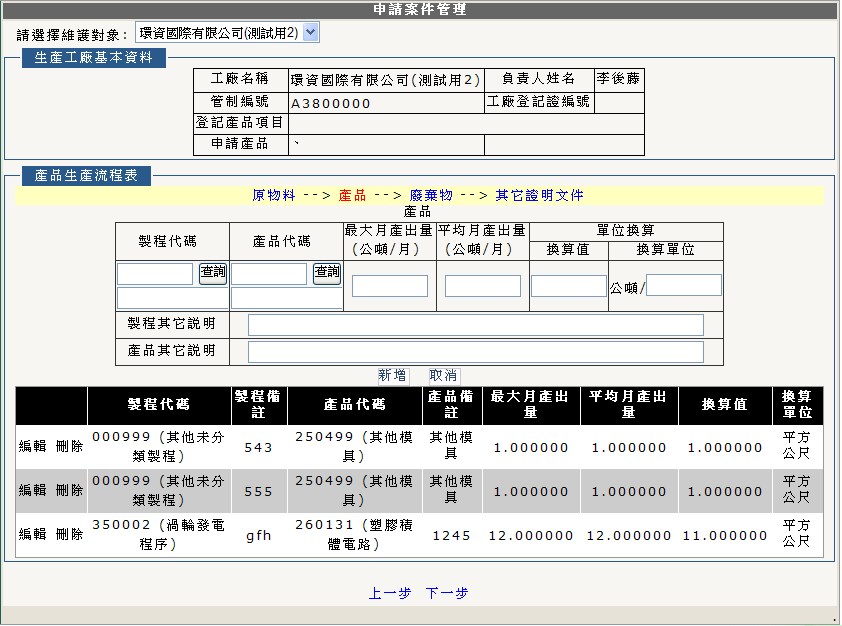 申請案件管理
請選擇維護對象： 環資國際有限公司(測試用2)
生產工廠基本資料
工廠名稱 環資國際有限公司(測試用2) 負責人姓名 李後藤
管制編號 A3800000 工廠登記證編號
登記產品項目
申請產品 、
產品生產流程表
原物料 --> 產品 --> 廢棄物 --> 其它證明文件
產品
製程代碼 產品代碼 最大月產出量(公噸/月) 平均月產出量(公噸/月) 單位換算
換算值 換算單位
查詢 查詢 公噸/
製程其它說明
產品其它說明
新增 取消
製程代碼 製程備註 產品代碼 產品備註 最大月產出量 平均月產出量 換算值 換算單位
編輯 刪除 000999 (其他未分類製程) 543 250499 (其他模具) 其他模具 1.000000 1.000000 1.000000 平方公尺
編輯 刪除 000999 (其他未分類製程) 555 250499 (其他模具) 其他模具 1.000000 1.000000 1.000000 平方公尺
編輯 刪除 350002 (渦輪發電程序) gfh 260131 (塑膠積體電路) 1245 12.000000 12.000000 11.000000 平方公尺
上一步 下一步